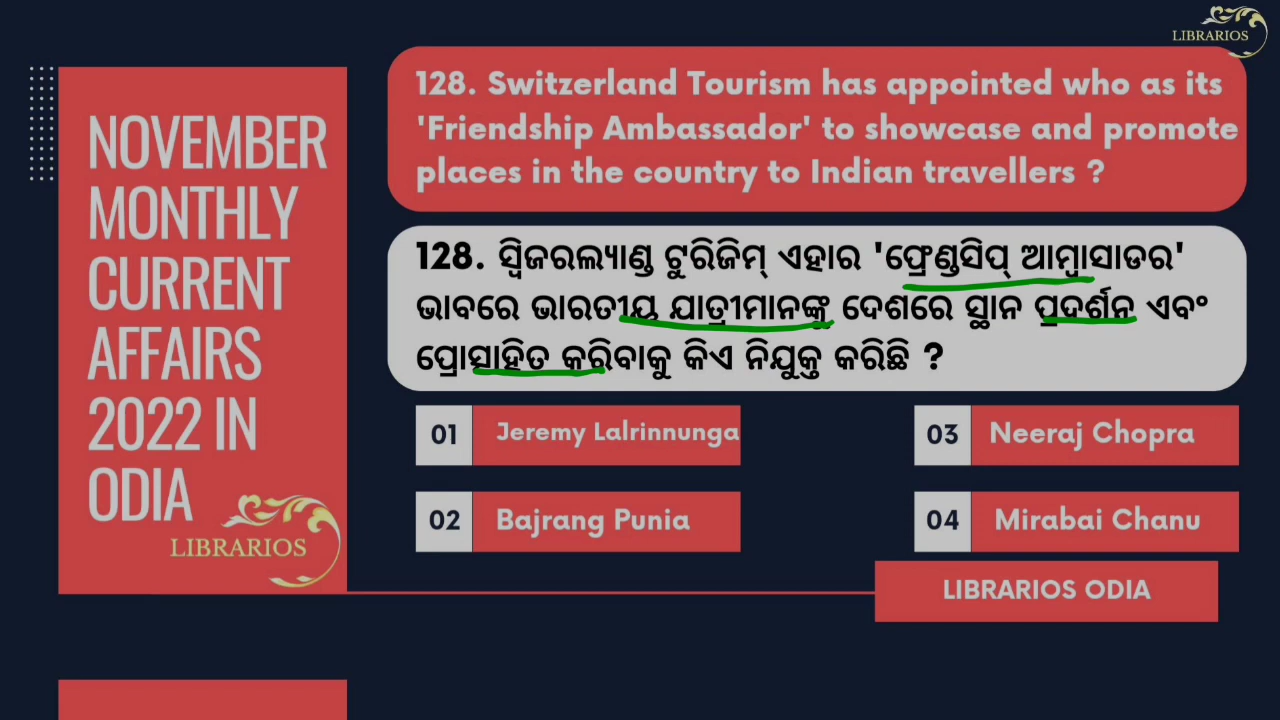 LIBRARIOS
NOVEMBER
MONTHLY
CURRENT
AFFAIRS
2022 IN
ODIA
LIBRARIOS
128. Switzerland Tourism has appointed who as its
'Friendship Ambassador' to showcase and promote
places in the country to Indian travellers ?
128. ସ୍ୱିଜରଲ୍ୟାଣ୍ଡ ଟୁରିଜିମ୍ ଏହାର 'ଫ୍ରେଣ୍ଡସିପ୍ ଆମ୍ବାସାଡର'
ଭାବରେ ଭାରତୀୟ ଯାତ୍ରୀମାନଙ୍କୁ ଦେଶରେ ସ୍ଥାନ ପ୍ରଦର୍ଶନ ଏବଂ
ପ୍ରୋତ୍ସାହିତ କରିବାକୁ କିଏ ନିଯୁକ୍ତ କରିଛି ?
01 Jeremy Lalrinnunga
03 Neeraj Chopra
02 Bajrang Punia
04 Mirabai Chanu
LIBRARIOS ODIA